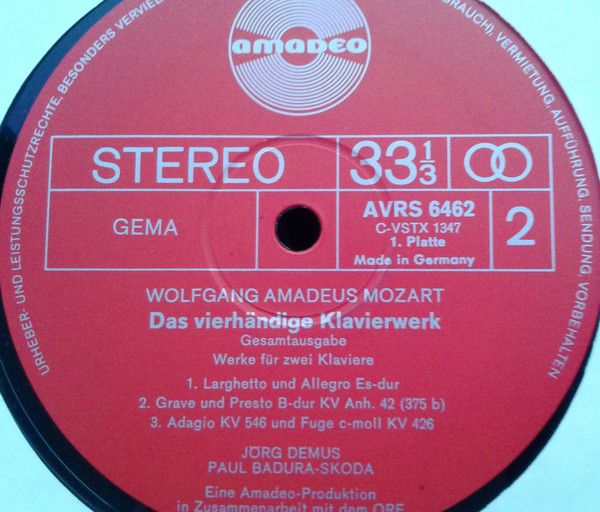 URHEBER- UND LEISTUNGSSCHUTZRECHTE, BESONDERS
BRAUCH), VERMIETUNG, AUFFÜHRUNG, SENDUNG, VORBEHALTEN
amadeo
STEREO
33 1/3
GEMA
AVRS 6462
C-VSTX 1347
1. Platte
Made in Germany
2
WOLFGANG AMADEUS MOZART
Das vierhändige Klavierwerk
Gesamtausgabe
Werke für zwei Klaviere
1. Larghetto und Allegro Es-dur
2. Grave und Presto B-dur KV Anh. 42 (375 b)
3. Adagio KV 546 und Fuge c-moll KV 426
JÖRG DEMUS
PAUL BADURA-SKODA
Eine Amadeo-Produktion
in Zusammenarbeit mit dem ORF